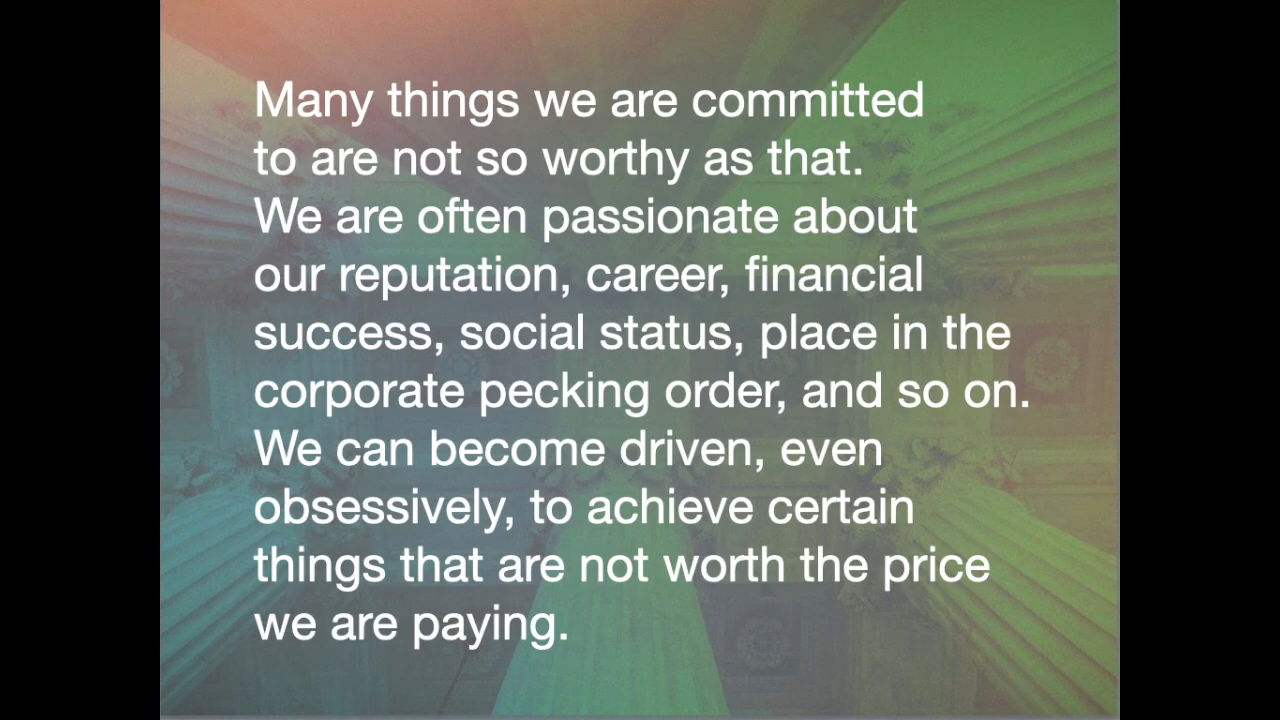 Many things we are committed
to are not so worthy as that.
We are often passionate about
our reputation, career, financial
success, social status, place in the
corporate pecking order, and so on.
We can become driven, even
obsessively, to achieve certain
things that are not worth the price
we are paying.